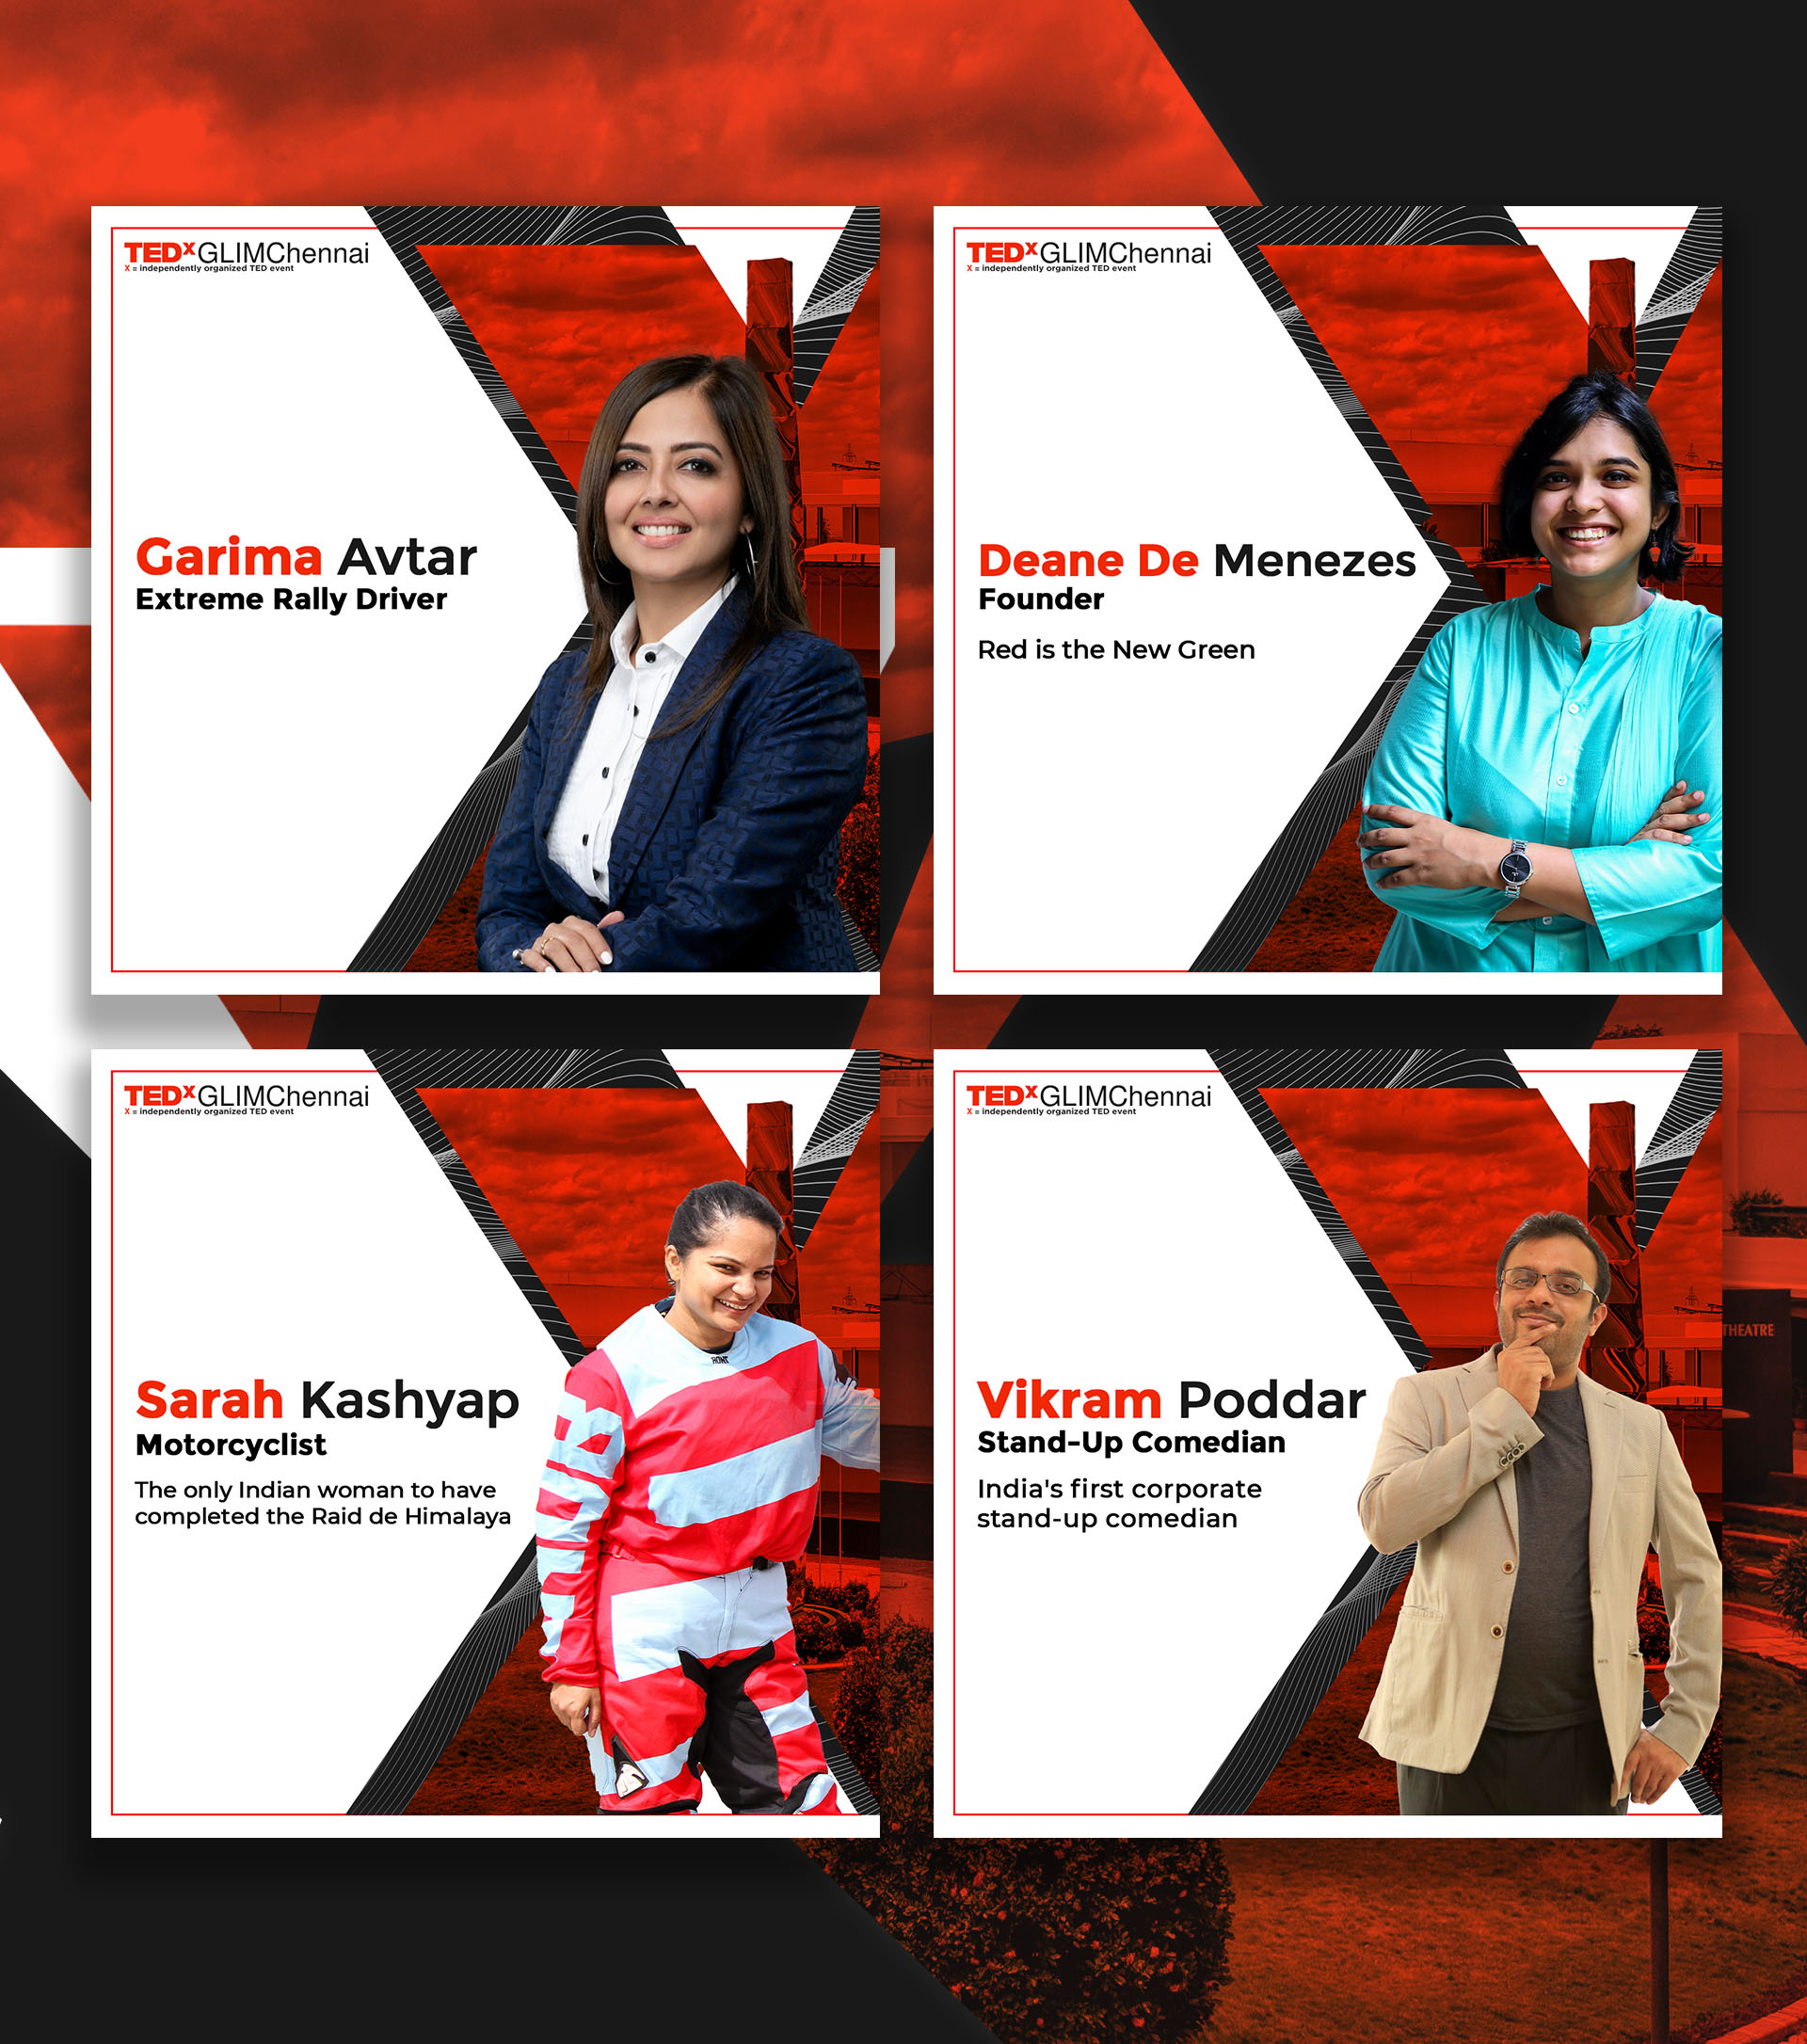 TEDxGLIMChennai
X = independently organized TED event
Garima Avtar
Extreme Rally Driver
TEDxGLIMChennai
X = independently organized TED event
Deane De Menezes
Founder
Red is the New Green
TEDxGLIMChennai
X = independently organized TED event
Sarah Kashyap
Motorcyclist
The only Indian woman to have
completed the Raid de Himalaya
TEDxGLIMChennai
X = independently organized TED event
Vikram Poddar
Stand-Up Comedian
India's first corporate
stand-up comedian
THEATRE